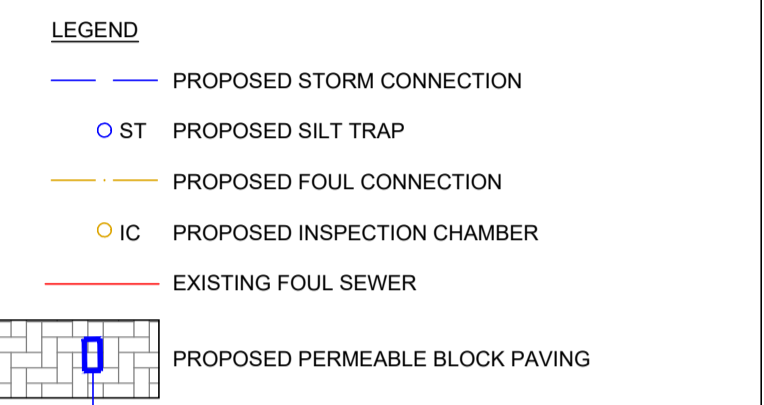 LEGEND
PROPOSED STORM CONNECTION
ST PROPOSED SILT TRAP
PROPOSED FOUL CONNECTION
IC PROPOSED INSPECTION CHAMBER
EXISTING FOUL SEWER
PROPOSED PERMEABLE BLOCK PAVING